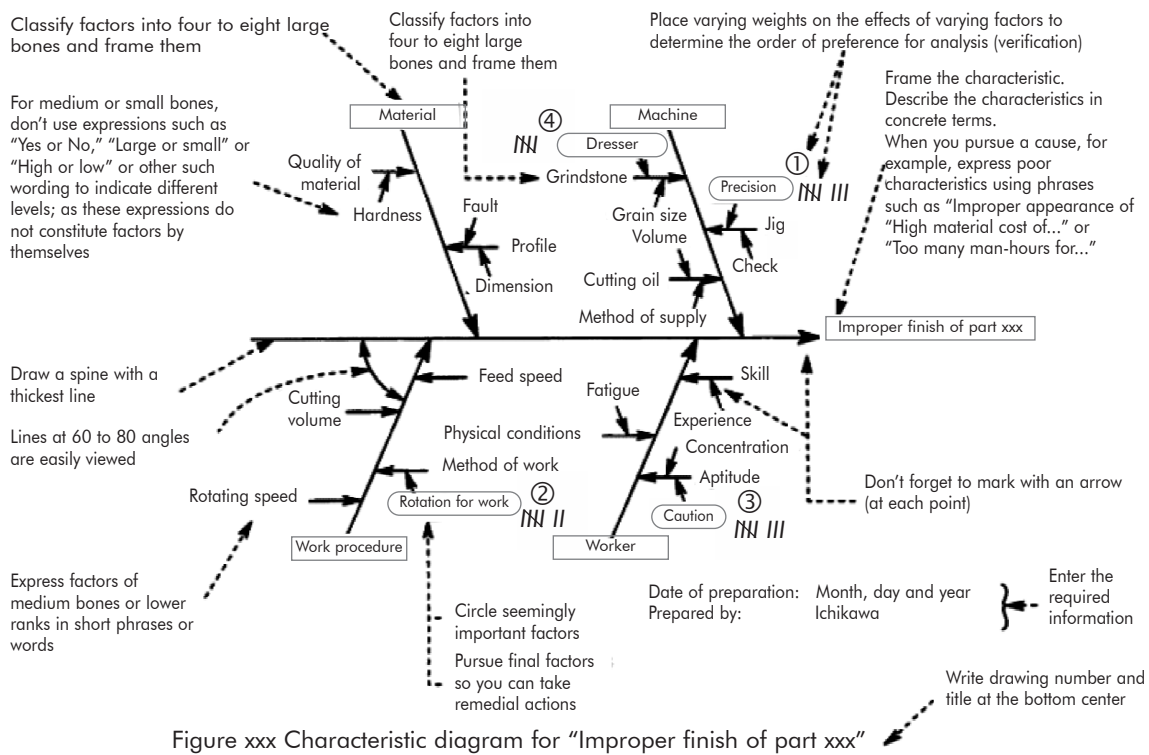 Classify factors into four to eight large
bones and frame them
Classify factors into
four to eight large
bones and frame them
Place varying weights on the effects of varying factors to
determine the order of preference for analysis (verification)
For medium or small bones,
don't use expressions such as
“Yes or No,” “Large or small” or
“High or low” or other such
wording to indicate different
levels; as these expressions do
not constitute factors by
themselves
Frame the characteristic.
Describe the characteristics in
concrete terms.
When you pursue a cause, for
example, express poor
characteristics using phrases
such as “Improper appearance of
“High material cost of...” or
“Too many man-hours for...”
Material
Quality of
material
Hardness
Fault
Profile
Dimension
Machine
④
Dresser
Grindstone
Grain size
Volume
Cutting oil
Method of supply
①
Precision
Jig
Check
Improper finish of part xxx
Draw a spine with a
thickest line
Lines at 60 to 80 angles
are easily viewed
Feed speed
Cutting
volume
Method of work
Rotation for work
②
Rotating speed
Work procedure
Skill
Fatigue
Experience
Physical conditions
Concentration
Aptitude
Caution
③
Worker
Don't forget to mark with an arrow
(at each point)
Express factors of
medium bones or lower
ranks in short phrases or
words
Circle seemingly
important factors
Pursue final factors
so you can take
remedial actions
Date of preparation: Month, day and year
Prepared by: Ichikawa
Enter the
required
information
Write drawing number and
title at the bottom center
Figure xxx Characteristic diagram for “Improper finish of part xxx”